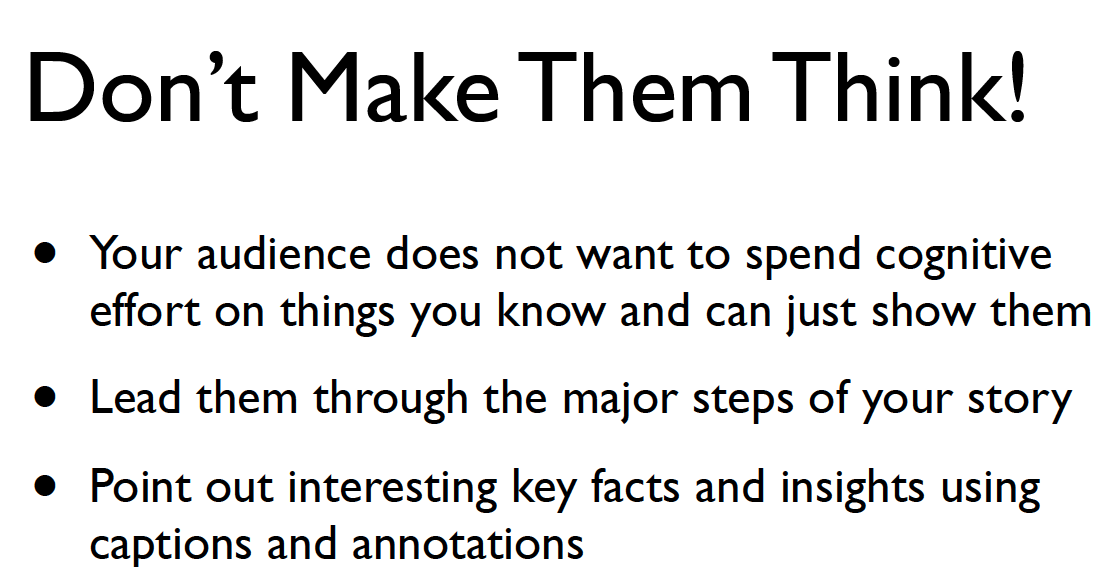 Don’t Make Them Think!
• Your audience does not want to spend cognitive
effort on things you know and can just show them
• Lead them through the major steps of your story
• Point out interesting key facts and insights using
captions and annotations